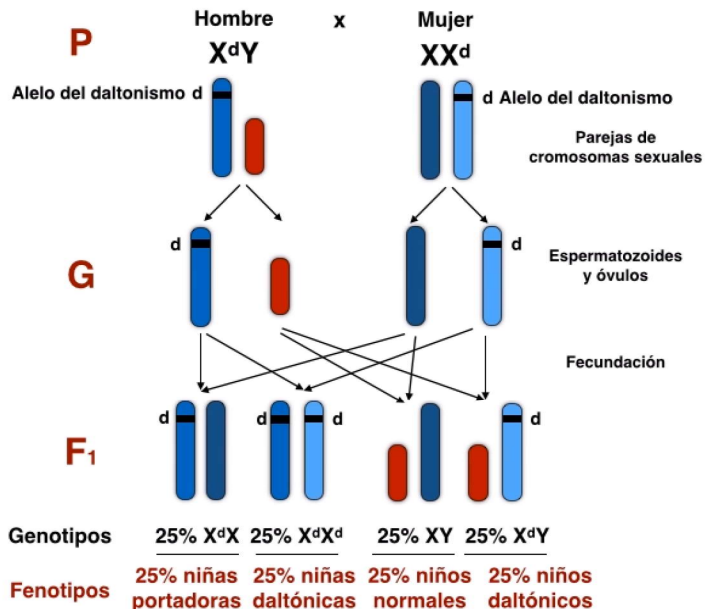 P
Hombre x Mujer
XᵈY XXᵈ
Alelo del daltonismo d
d Alelo del daltonismo
Parejas de
cromosomas sexuales
G
d
d
Espermatozoides
y óvulos
Fecundación
F₁
d
d
d
d
Genotipos 25% XᵈX 25% XᵈXᵈ 25% XY 25% XᵈY
Fenotipos 25% niñas 25% niñas 25% niños 25% niños
portadoras daltónicas normales daltónicos